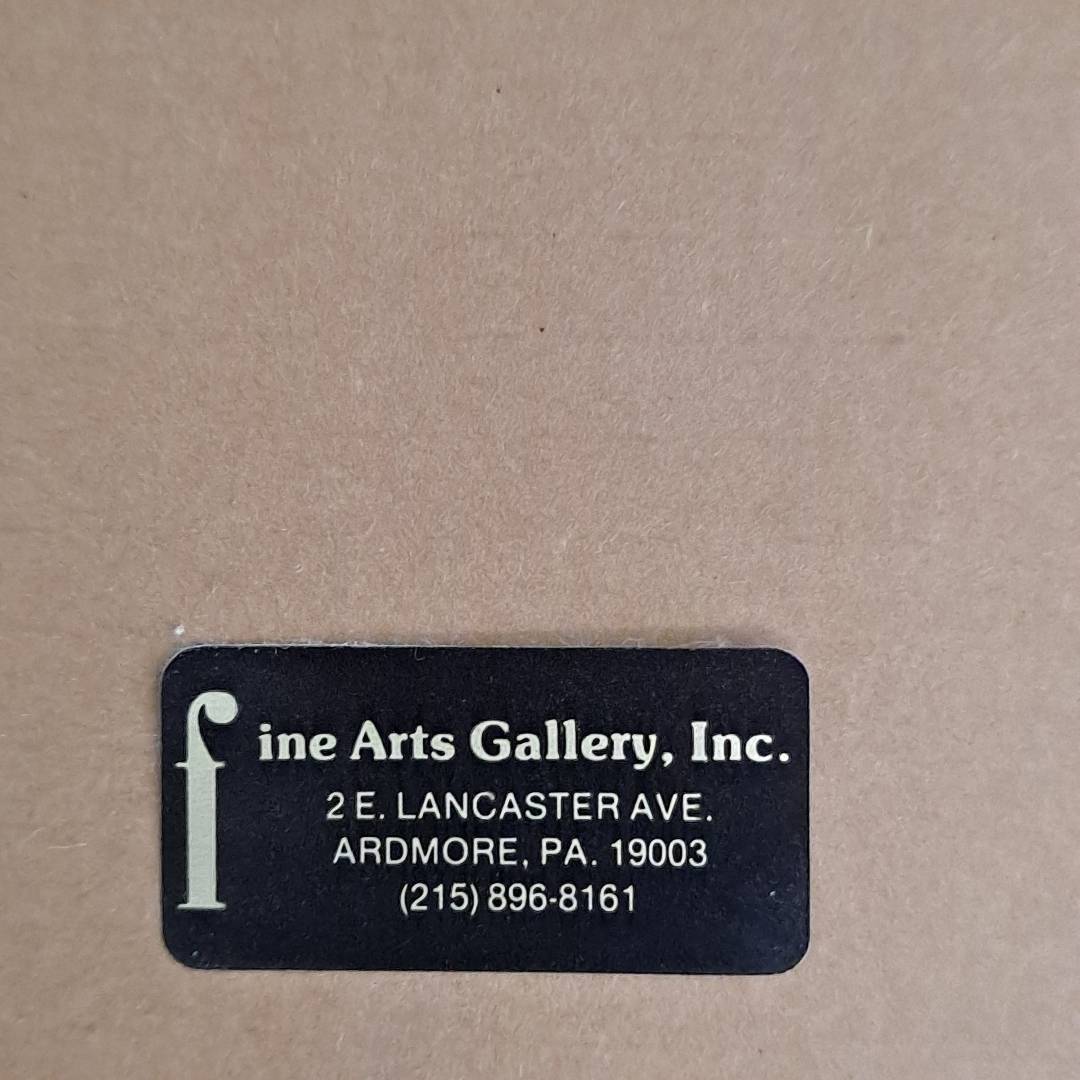 fine Arts Gallery, Inc.
2 E. LANCASTER AVE.
ARDMORE, PA. 19003
(215) 896-8161